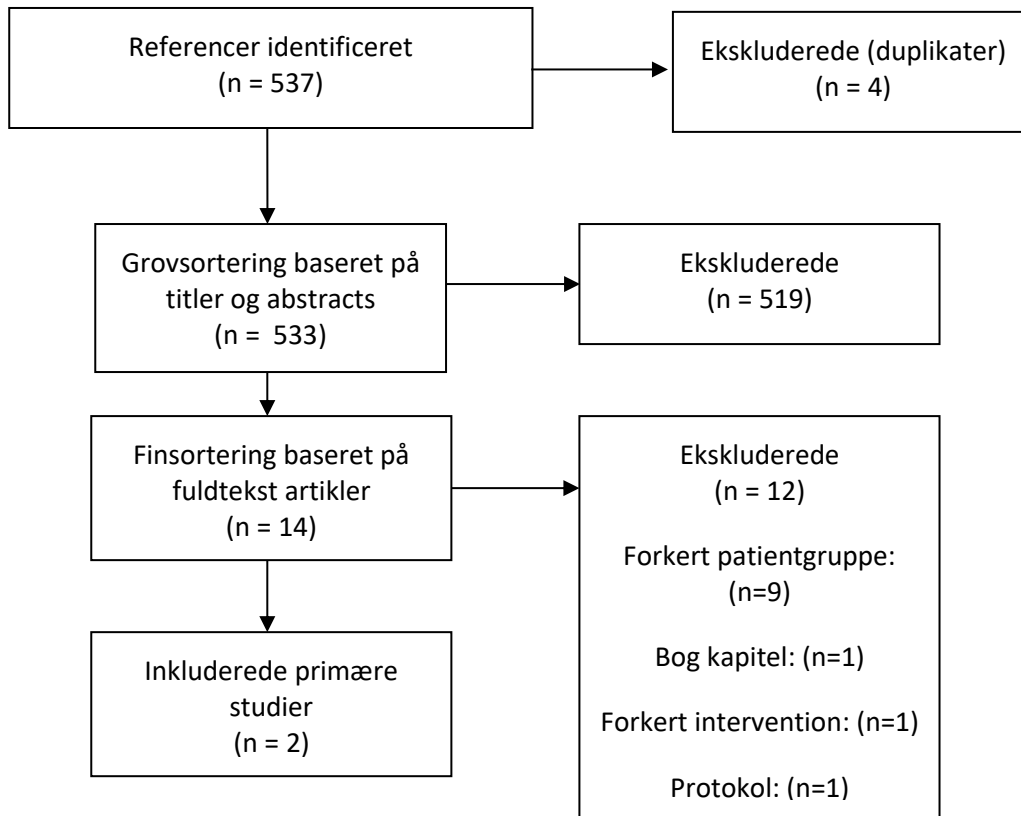 Referencer identificeret
(n = 537)
Ekskluderede (duplikater)
(n = 4)
Grovsortering baseret på
titler og abstracts
(n = 533)
Ekskluderede
(n = 519)
Finsortering baseret på
fuldtekst artikler
(n = 14)
Ekskluderede
(n = 12)
Forkert patientgruppe:
(n=9)
Bog kapitel: (n=1)
Forkert intervention: (n=1)
Protokol: (n=1)
Inkluderede primære
studier
(n = 2)